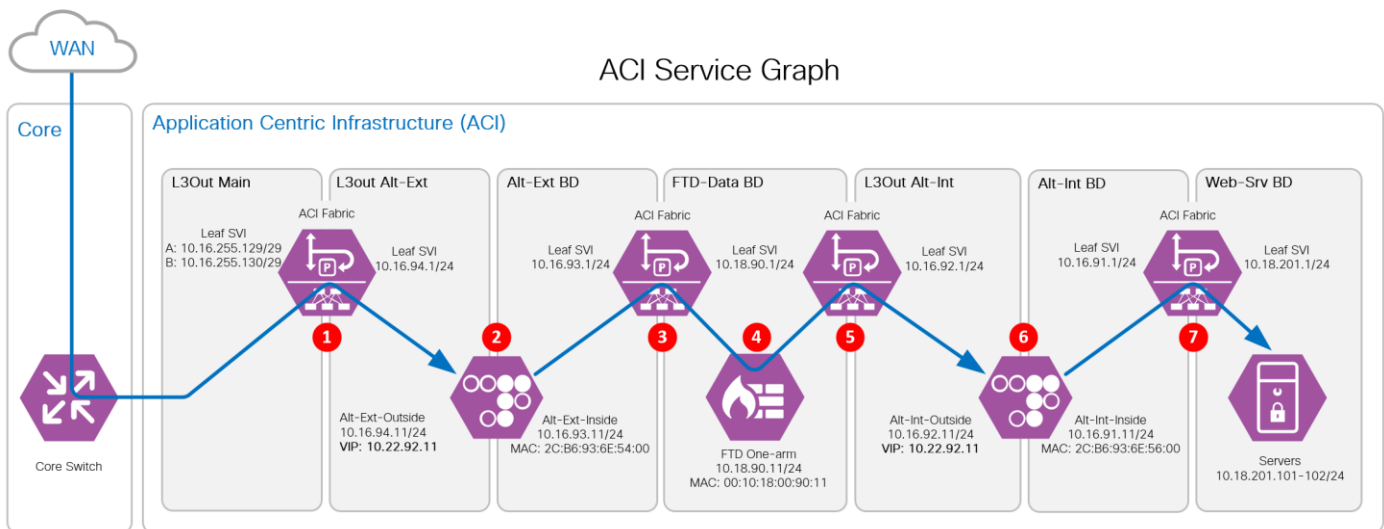 WAN
ACI Service Graph
Core
Application Centric Infrastructure (ACI)
L3Out Main
L3out Alt-Ext
Alt-Ext BD
FTD-Data BD
L3Out Alt-Int
Alt-Int BD
Web-Srv BD
ACI Fabric
ACI Fabric
ACI Fabric
ACI Fabric
Leaf SVI
A: 10.16.255.129/29
B: 10.16.255.130/29
Leaf SVI
10.16.94.1/24
Leaf SVI
10.16.93.1/24
Leaf SVI
10.18.90.1/24
Leaf SVI
10.16.92.1/24
Leaf SVI
10.16.91.1/24
Leaf SVI
10.18.201.1/24
P
P
P
P
1
2
3
4
5
6
7
Core Switch
Alt-Ext-Outside
10.16.94.11/24
VIP: 10.22.92.11
Alt-Ext-Inside
10.16.93.11/24
MAC: 2C:B6:93:6E:54:00
FTD One-arm
10.18.90.11/24
MAC: 00:10:18:00:90:11
Alt-Int-Outside
10.16.92.11/24
VIP: 10.22.92.11
Alt-Int-Inside
10.16.91.11/24
MAC: 2C:B6:93:6E:56:00
Servers
10.18.201.101-102/24